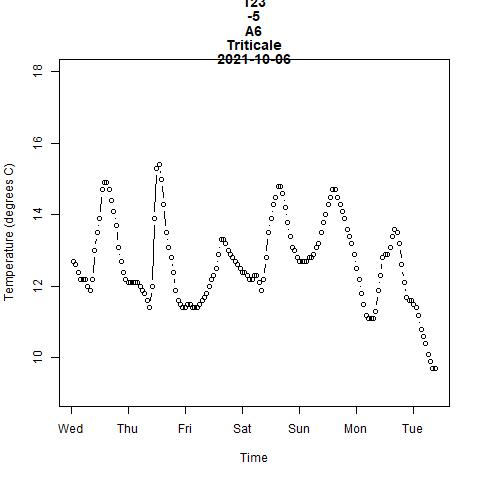 123
-5
A6
Triticale
2021-10-06
18
16
14
12
10
Temperature (degrees C)
Wed Thu Fri Sat Sun Mon Tue
Time